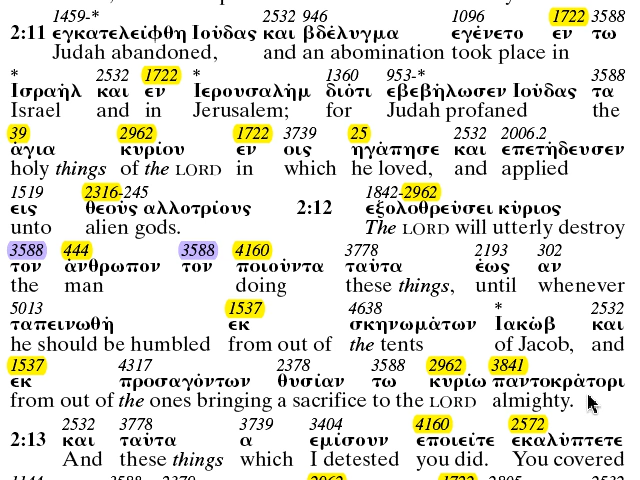 1459-* 2532 946 1096 1722 3588
2:11 εγκατελείφθη Ιούδας και βδέλυγμα εγένετο εν τω
Judah abandoned, and an abomination took place in
* 2532 1722 * 1360 953-* 3588
Ισραήλ και εν Ιερουσαλήμ διότι εβεβήλωσεν Ιούδας τα
Israel and in Jerusalem; for Judah profaned the
39 2962 1722 3739 25 2532 2006.2
άγια κυρίου εν οις ηγάπησε και επετήδευσεν
holy things of the LORD in which he loved, and applied
1519 2316-245 1842-2962
εις θεούς αλλοτρίους 2:12 εξολοθρεύσει κύριος
unto alien gods. The LORD will utterly destroy
3588 444 3588 4160 3778 2193 302
τον άνθρωπον τον ποιούντα ταύτα έως αν
the man doing these things, until whenever
5013 1537 4638 * 2532
ταπεινωθή εκ σκηνωμάτων Ιακώβ και
he should be humbled from out of the tents of Jacob, and
1537 4317 2378 3588 2962 3841
εκ προσαγόντων θυσίαν τω κυρίω παντοκράτορι
from out of the ones bringing a sacrifice to the LORD almighty.
2532 3778 3739 3404 4160 2572
2:13 και ταύτα α εμίσουν εποιείτε εκαλύπτετε
And these things which I detested you did. You covered